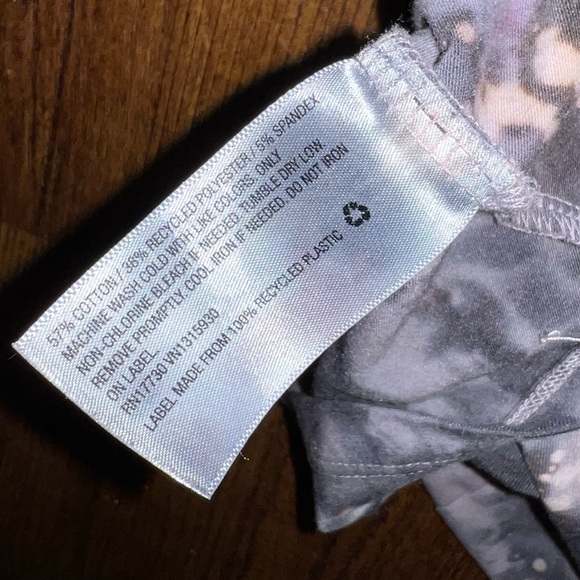 57% COTTON / 38% RECYCLED POLYESTER / 5% SPANDEX
MACHINE WASH COLD WITH LIKE COLORS. ONLY
NON-CHLORINE BLEACH IF NEEDED. TUMBLE DRY LOW.
REMOVE PROMPTLY. COOL IRON IF NEEDED. DO NOT IRON
ON LABEL
RN17730 VN1315930
LABEL MADE FROM 100% RECYCLED PLASTIC